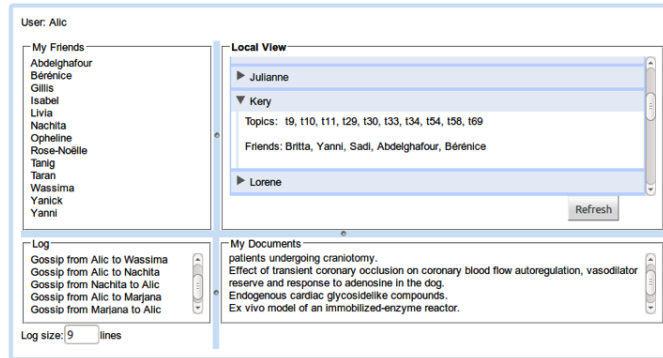 User: Alic
My Friends
Abdelghafour
Bérénice
Gillis
Isabel
Livia
Nachita
Opheline
Rose-Noëlle
Tanig
Taran
Wassima
Yanick
Yanni
Local View
Julianne
Kery
Topics: t9, t10, t11, t29, t30, t33, t34, t54, t58, t69
Friends: Britta, Yanni, Sadi, Abdelghafour, Bérénice
Lorene
Refresh
Log
Gossip from Alic to Wassima
Gossip from Alic to Nachita
Gossip from Nachita to Alic
Gossip from Alic to Marjana
Gossip from Marjana to Alic
Log size: 9 lines
My Documents
patients undergoing craniotomy.
Effect of transient coronary occlusion on coronary blood flow autoregulation, vasodilator
reserve and response to adenosine in the dog.
Endogenous cardiac glycosidelike compounds.
Ex vivo model of an immobilized-enzyme reactor.